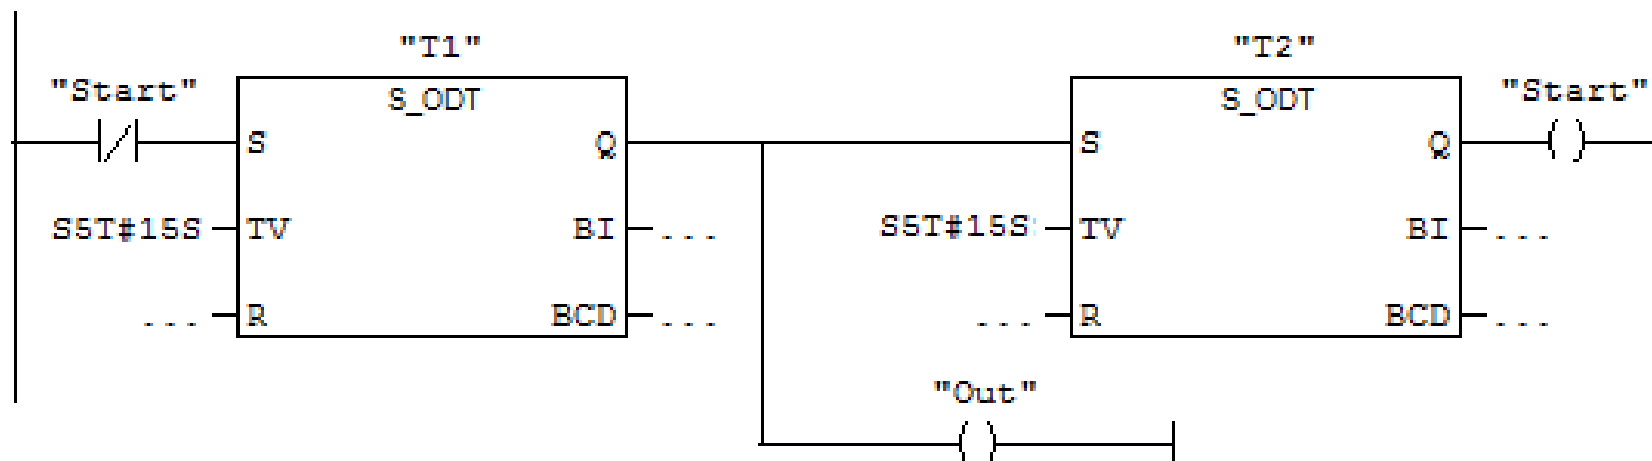 "T1"
"T2"
"Start"
S_ODT
S_ODT
"Start"
S
Q
S
Q
S5T#15S
TV
BI
...
S5T#15S
TV
BI
...
...
R
BCD
...
...
R
BCD
...
"Out"